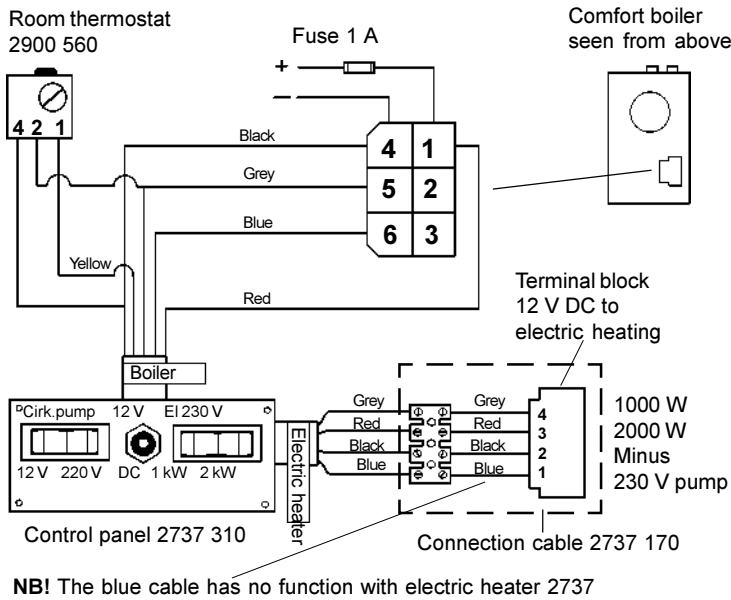 Room thermostat
2900 560
Fuse 1 A
Comfort boiler
seen from above
+
–
4 2 1
Black
4 1
Grey
5 2
Blue
6 3
Yellow
Red
Terminal block
12 V DC to
electric heating
Boiler
Cirk.pump 12 V El 230 V
12 V 220 V DC 1 kW 2 kW
Electric heater
Grey Grey 4 1000 W
Red Red 3 2000 W
Black Black 2 Minus
Blue Blue 1 230 V pump
Control panel 2737 310
Connection cable 2737 170
NB! The blue cable has no function with electric heater 2737